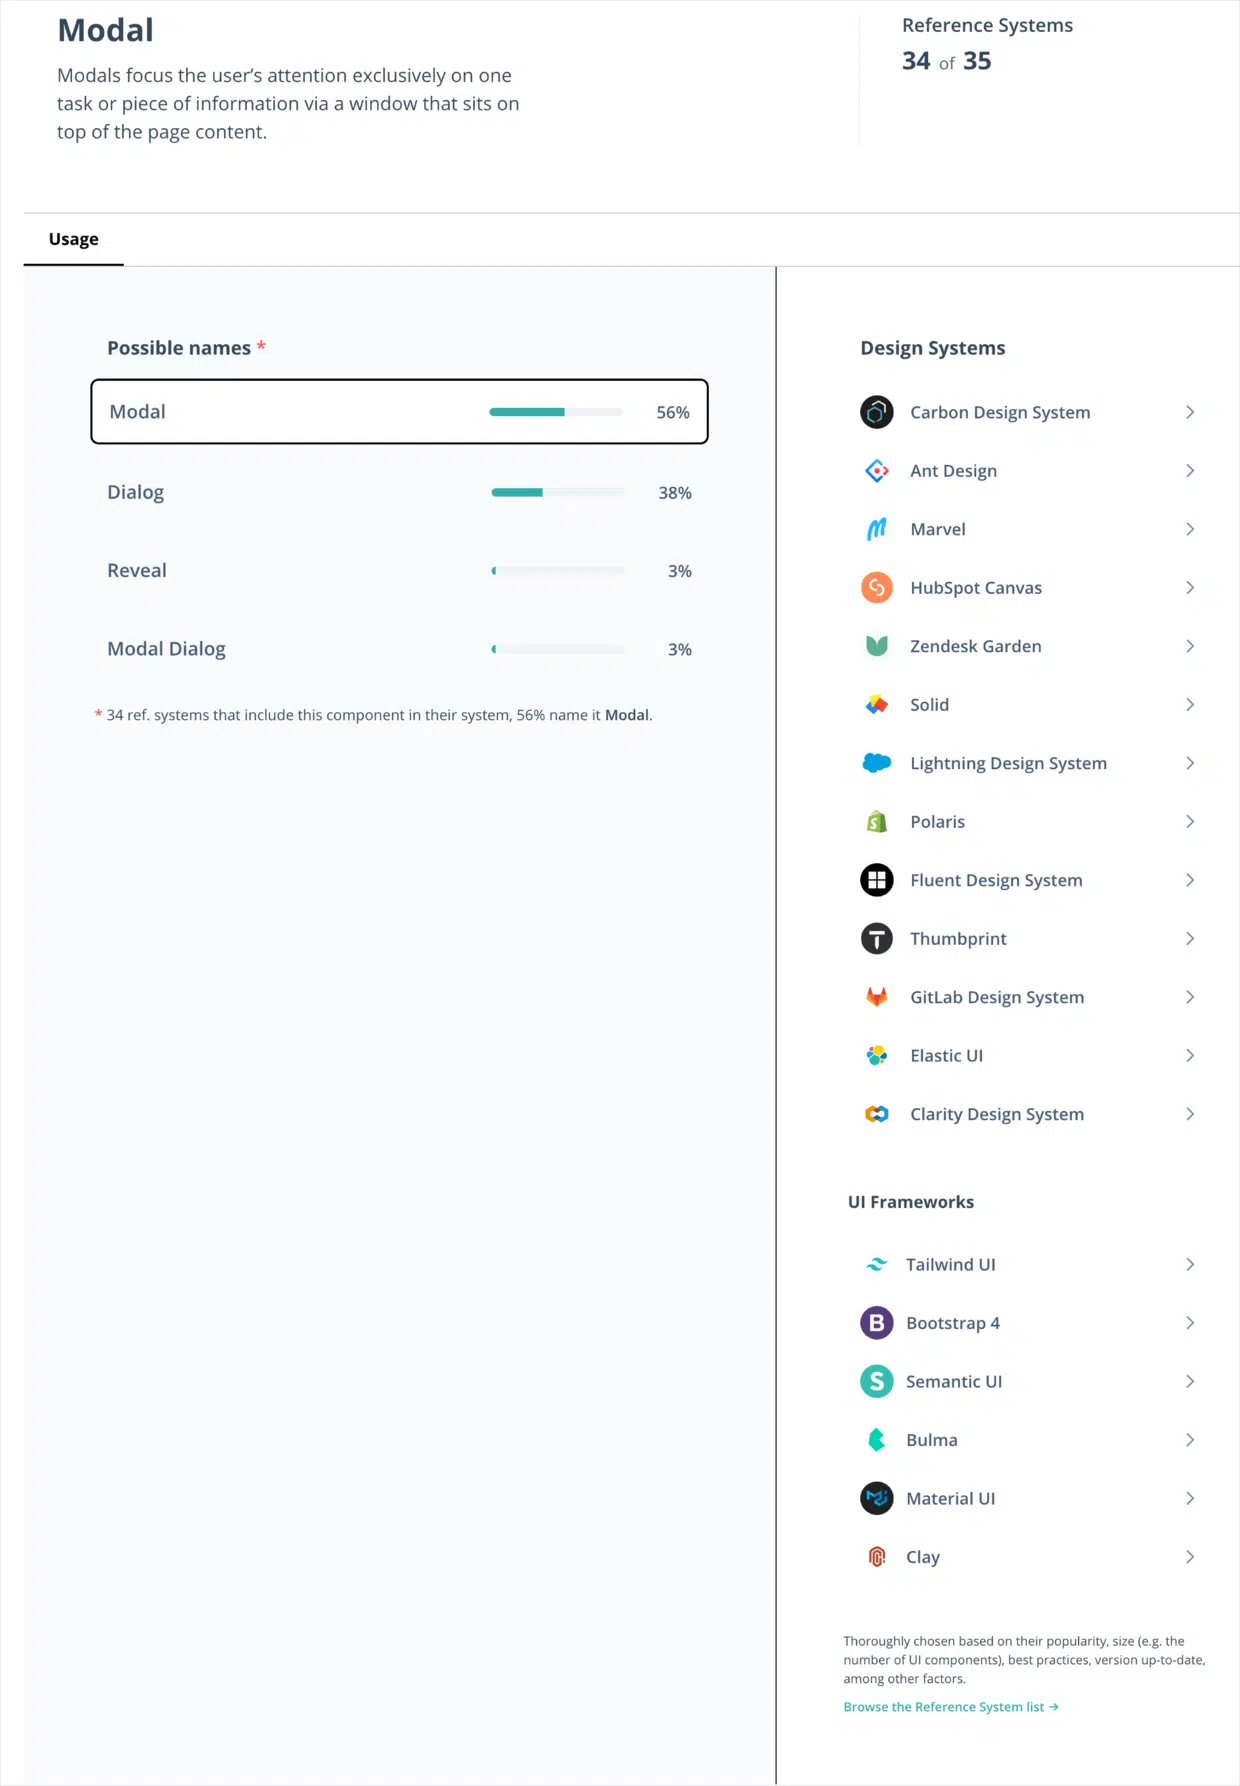 Modal
Modals focus the user’s attention exclusively on one
task or piece of information via a window that sits on
top of the page content.
Reference Systems
34 of 35
Usage
Possible names *
Modal 56%
Dialog 38%
Reveal 3%
Modal Dialog 3%
* 34 ref. systems that include this component in their system, 56% name it Modal.
Design Systems
Carbon Design System
Ant Design
Marvel
HubSpot Canvas
Zendesk Garden
Solid
Lightning Design System
Polaris
Fluent Design System
Thumbprint
GitLab Design System
Elastic UI
Clarity Design System
UI Frameworks
Tailwind UI
B Bootstrap 4
S Semantic UI
Bulma
Material UI
Clay
Thoroughly chosen based on their popularity, size (e.g. the
number of UI components), best practices, version up-to-date,
among other factors.
Browse the Reference System list →